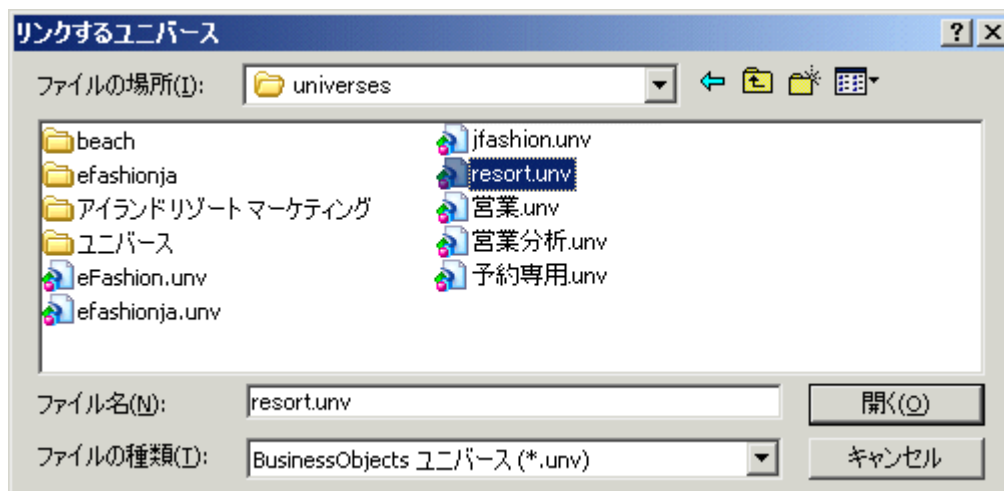 リンクするユニバース
ファイルの場所(I):
universes
beach
efashionja
アイランドリゾート マーケティング
ユニバース
eFashion.unv
efashionja.unv
jfashion.unv
resort.unv
営業.unv
営業分析.unv
予約専用.unv
ファイル名(N):
resort.unv
開く(O)
ファイルの種類(T):
BusinessObjects ユニバース (*.unv)
キャンセル